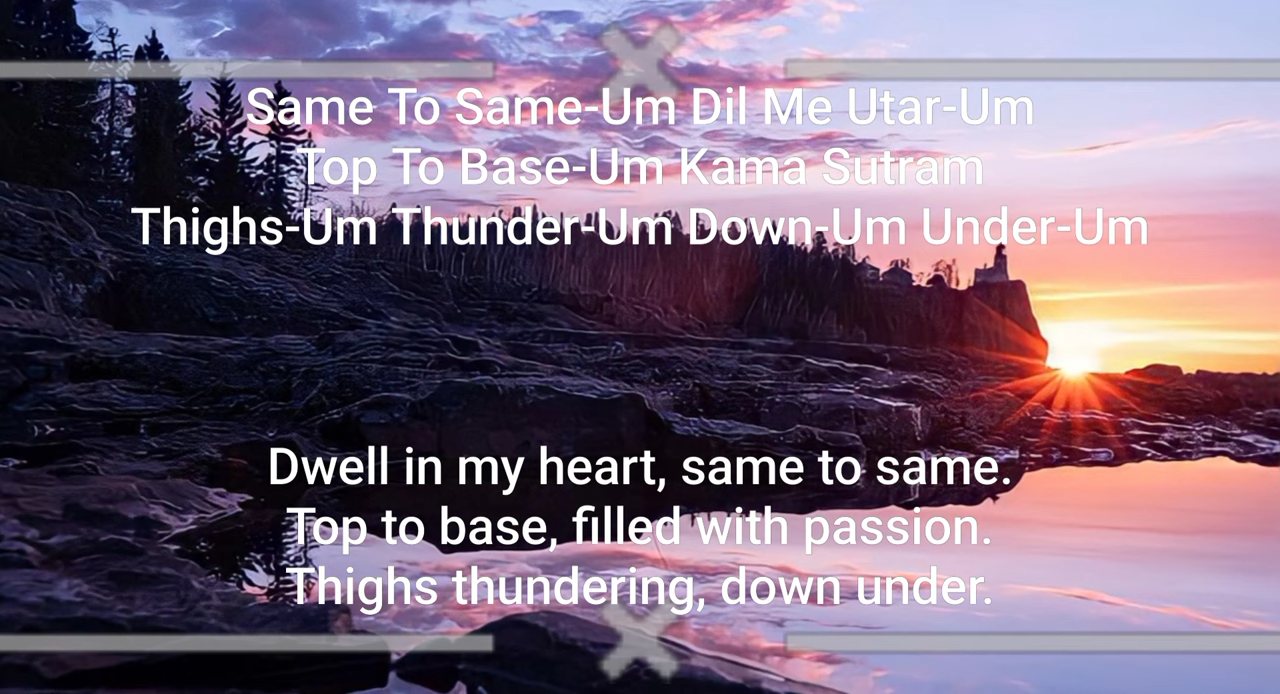 Same To Same-Um Dil Me Utar-Um
Top To Base-Um Kama Sutram
Thighs-Um Thunder-Um Down-Um Under-Um
Dwell in my heart, same to same.
Top to base, filled with passion.
Thighs thundering, down under.